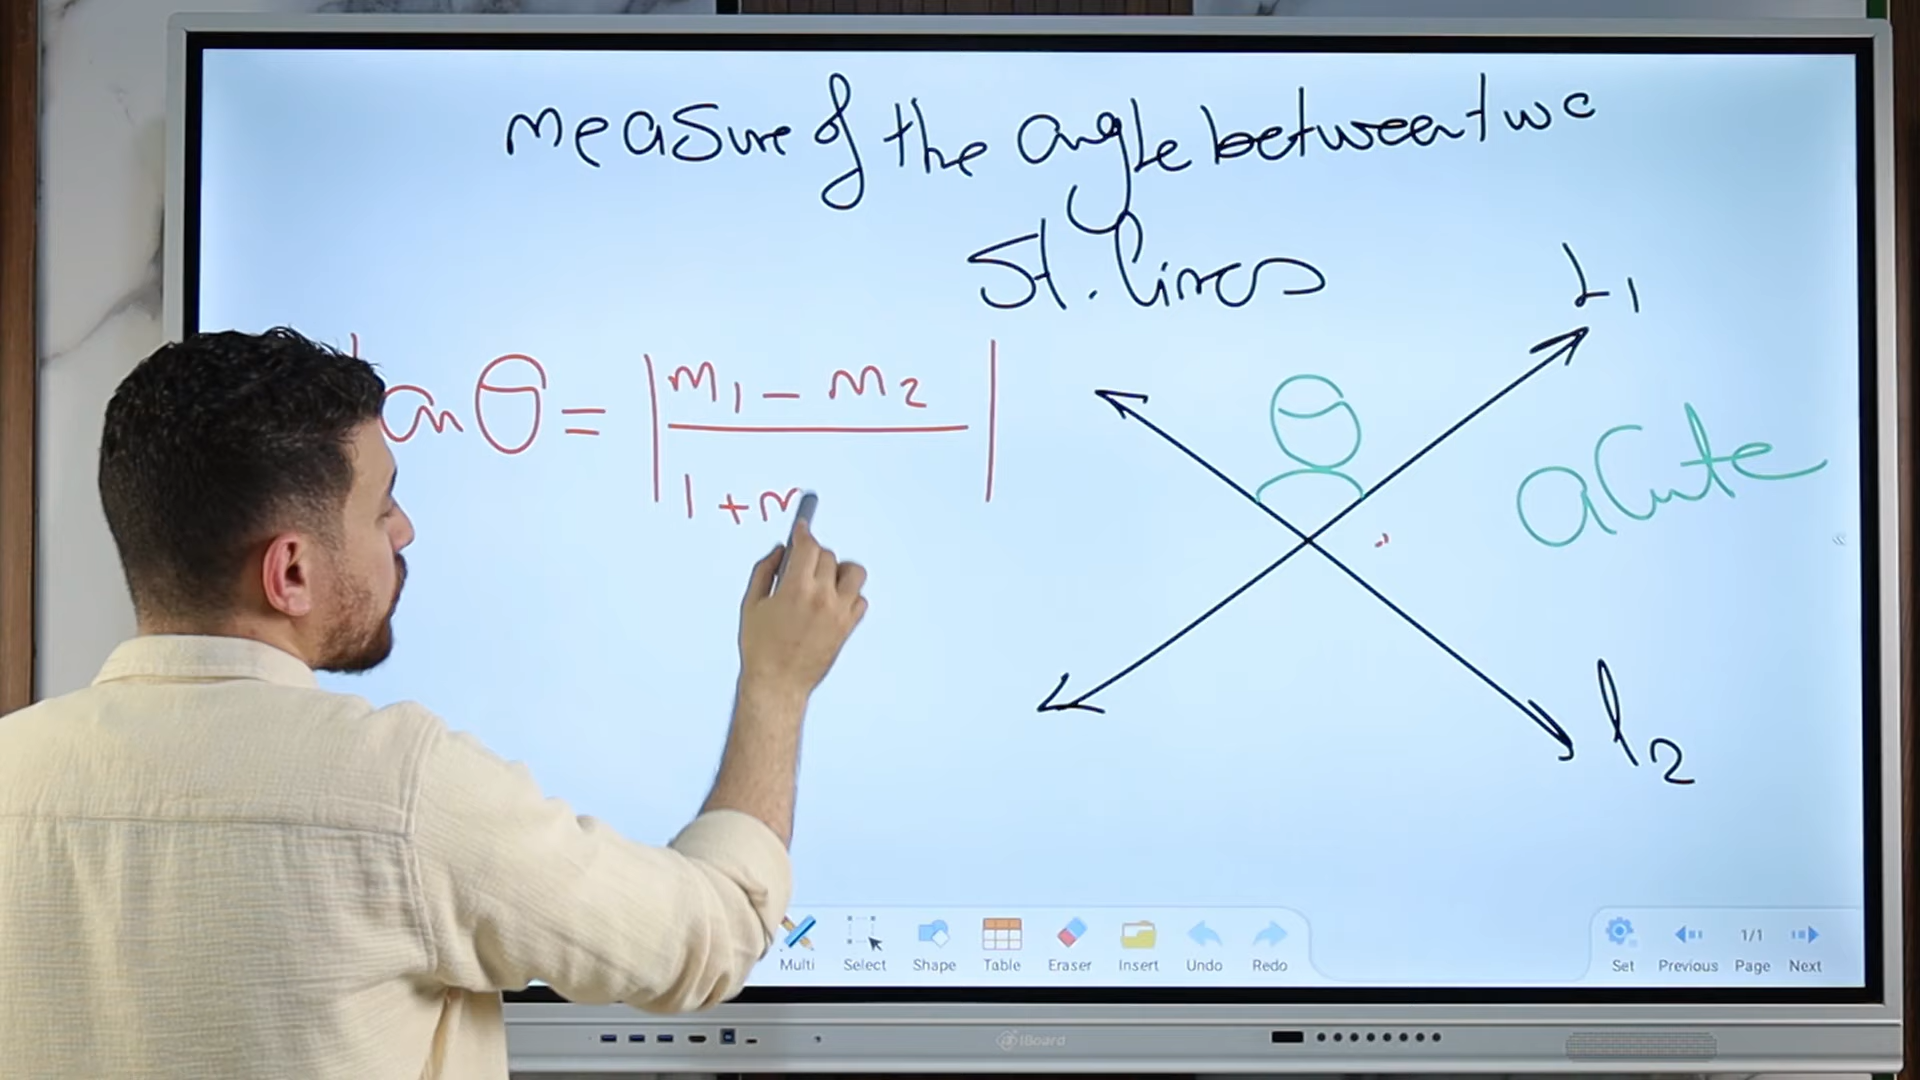 measure of the angle between two
st. lines
L1
tan θ = | m1 - m2 / 1 + m |
θ
acute
l2
Multi Select Shape Table Eraser Insert Undo Redo
Set Previous 1/1 Page Next
iBoard